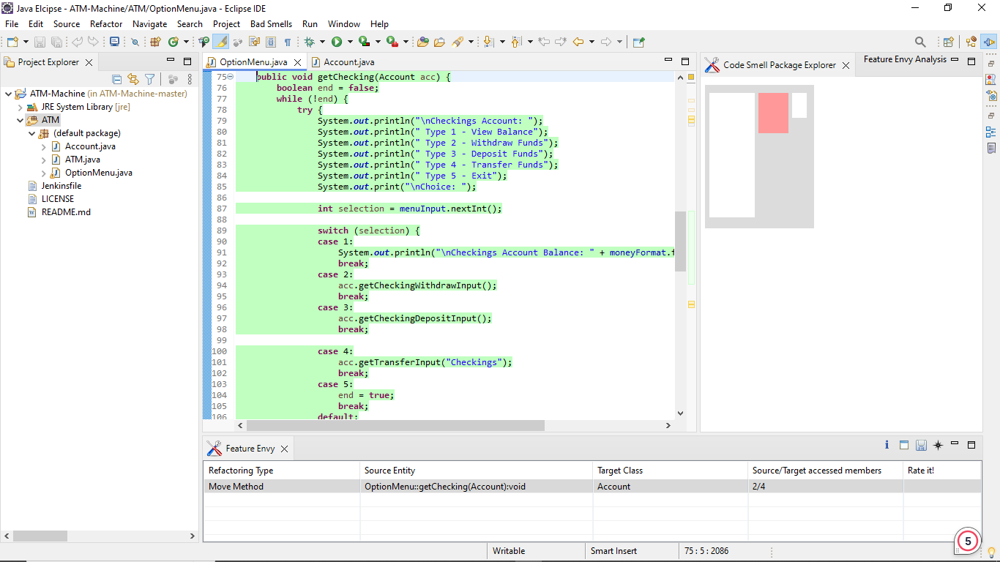 Java Elcipse - ATM-Machine/ATM/OptionMenu.java - Eclipse IDE
File Edit Source Refactor Navigate Search Project Bad Smells Run Window Help
Project Explorer
ATM-Machine (in ATM-Machine-master)
JRE System Library [jre]
ATM
(default package)
Account.java
ATM.java
OptionMenu.java
Jenkinsfile
LICENSE
README.md
OptionMenu.java Account.java
75 public void getChecking(Account acc) {
76 boolean end = false;
77 while (!end) {
78 try {
79 System.out.println("\nCheckings Account: ");
80 System.out.println(" Type 1 - View Balance");
81 System.out.println(" Type 2 - Withdraw Funds");
82 System.out.println(" Type 3 - Deposit Funds");
83 System.out.println(" Type 4 - Transfer Funds");
84 System.out.println(" Type 5 - Exit");
85 System.out.print("\nChoice: ");
86
87 int selection = menuInput.nextInt();
88
89 switch (selection) {
90 case 1:
91 System.out.println("\nCheckings Account Balance: " + moneyFormat.f
92 break;
93 case 2:
94 acc.getCheckingWithdrawInput();
95 break;
96 case 3:
97 acc.getCheckingDepositInput();
98 break;
99
100 case 4:
101 acc.getTransferInput("Checkings");
102 break;
103 case 5:
104 end = true;
105 break;
106 default:
Code Smell Package Explorer Feature Envy Analysis
Feature Envy
Refactoring Type Source Entity Target Class Source/Target accessed members Rate it!
Move Method OptionMenu::getChecking(Account):void Account 2/4
5
Writable Smart Insert 75 : 5 : 2086